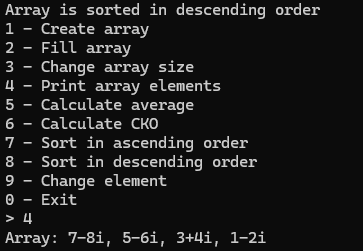 Array is sorted in descending order
1 - Create array
2 - Fill array
3 - Change array size
4 - Print array elements
5 - Calculate average
6 - Calculate CKO
7 - Sort in ascending order
8 - Sort in descending order
9 - Change element
0 - Exit
> 4
Array: 7-8i, 5-6i, 3+4i, 1-2i